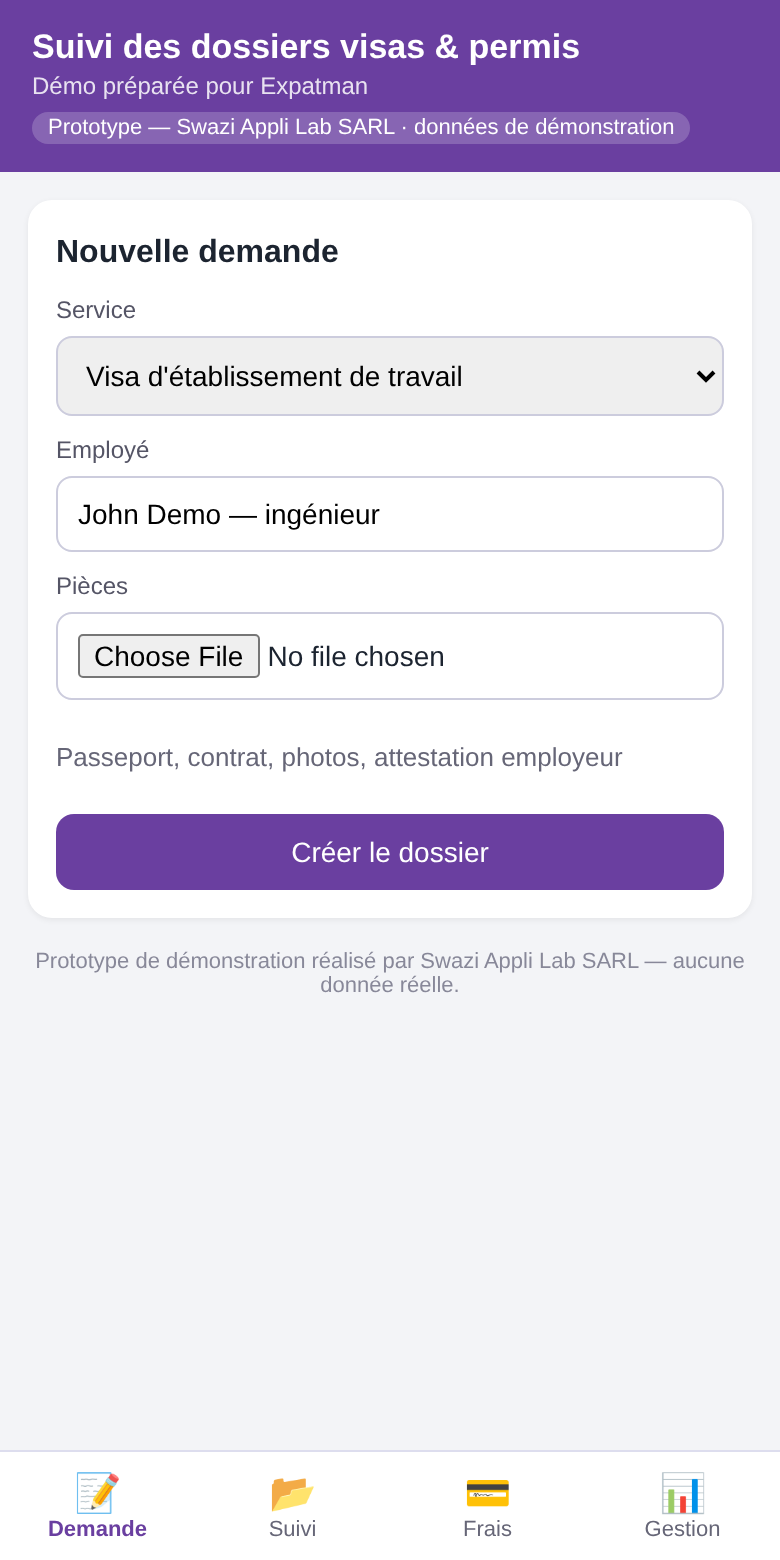 Suivi des dossiers visas & permis
Démo préparée pour Expatman
Prototype — Swazi Appli Lab SARL · données de démonstration
Nouvelle demande
Service
Visa d'établissement de travail
Employé
John Demo — ingénieur
Pièces
Choose File No file chosen
Passeport, contrat, photos, attestation employeur
Créer le dossier
Prototype de démonstration réalisé par Swazi Appli Lab SARL — aucune
donnée réelle.
Demande Suivi Frais Gestion